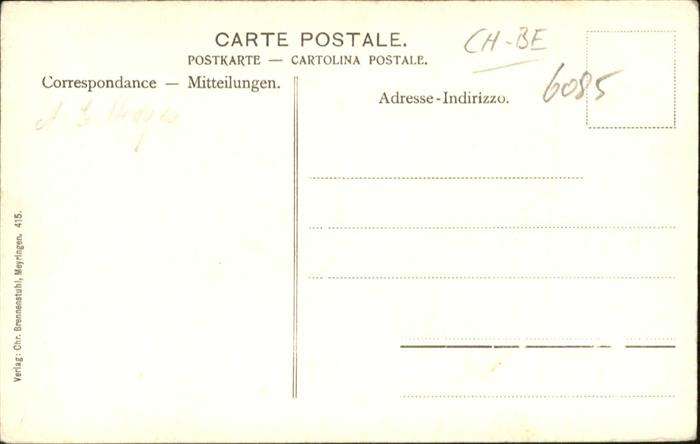 CARTE POSTALE.
POSTKARTE — CARTOLINA POSTALE.
Correspondance — Mitteilungen.
Adresse-Indirizzo.
CH-BE
6085
Verlag: Chr. Brennenstuhl, Meyringen. 415.